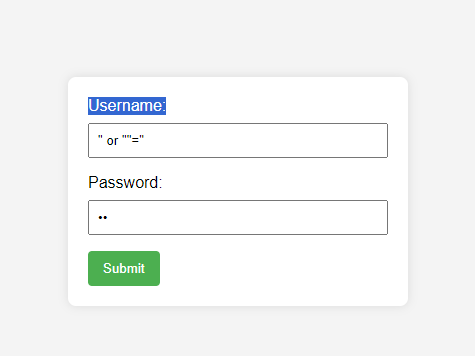 Username:
" or ""="
Password:
••
Submit